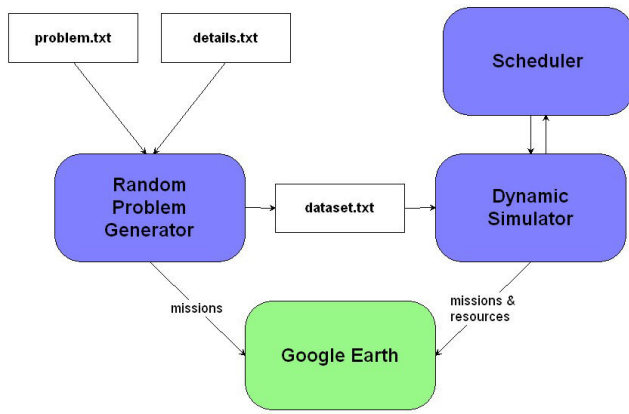 problem.txt
details.txt
Scheduler
Random
Problem
Generator
dataset.txt
Dynamic
Simulator
missions
missions &
resources
Google Earth